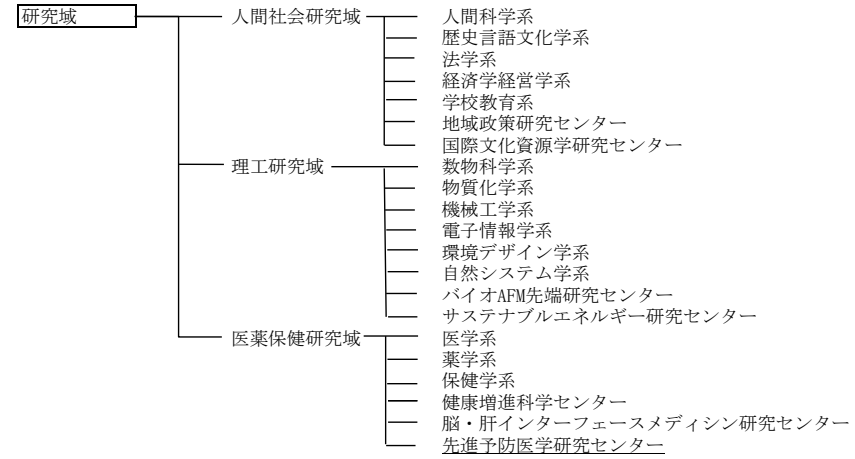 研究域 人間社会研究域 人間科学系
歴史言語文化学系
法学系
経済学経営学系
学校教育系
地域政策研究センター
国際文化資源学研究センター
理工研究域 数物科学系
物質化学系
機械工学系
電子情報学系
環境デザイン学系
自然システム学系
バイオAFM先端研究センター
サステナブルエネルギー研究センター
医薬保健研究域 医学系
薬学系
保健学系
健康増進科学センター
脳・肝インターフェースメディシン研究センター
先進予防医学研究センター